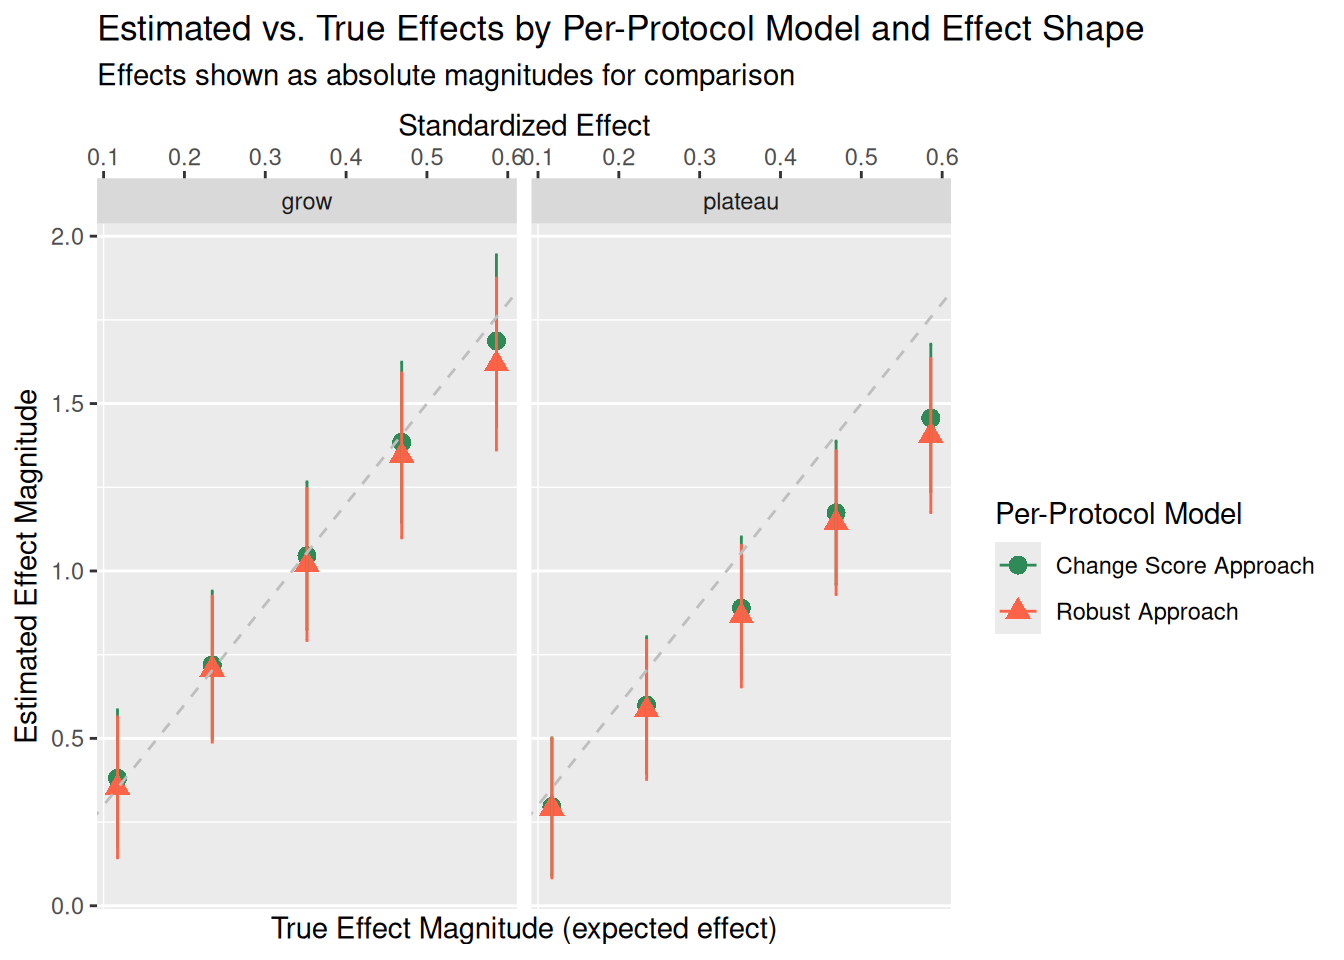 Estimated vs. True Effects by Per-Protocol Model and Effect Shape
Effects shown as absolute magnitudes for comparison
Standardized Effect
0.1 0.2 0.3 0.4 0.5 0.6 0.1 0.2 0.3 0.4 0.5 0.6
grow plateau
2.0
1.5
1.0
0.5
0.0
Estimated Effect Magnitude
True Effect Magnitude (expected effect)
Per-Protocol Model
Change Score Approach
Robust Approach